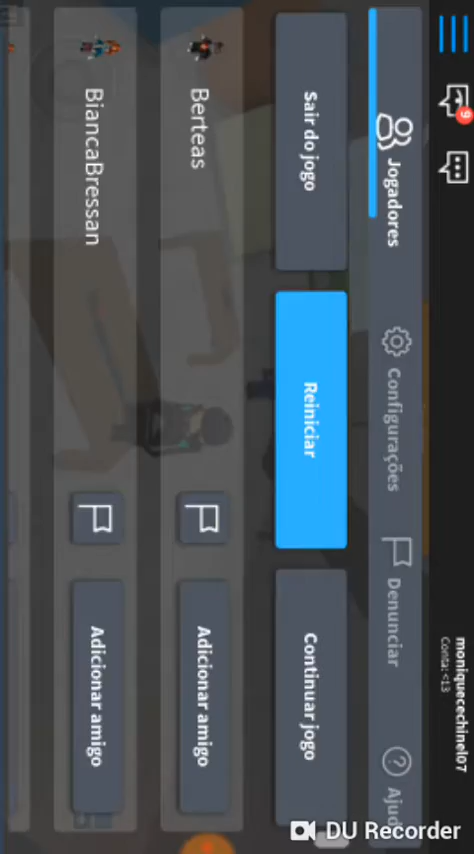 9
moniquecechinel07
Conta: <13
Jogadores
Configurações
Denunciar
Ajud
Sair do jogo
Reiniciar
Continuar jogo
Berteas
Adicionar amigo
BiancaBressan
Adicionar amigo
DU Recorder